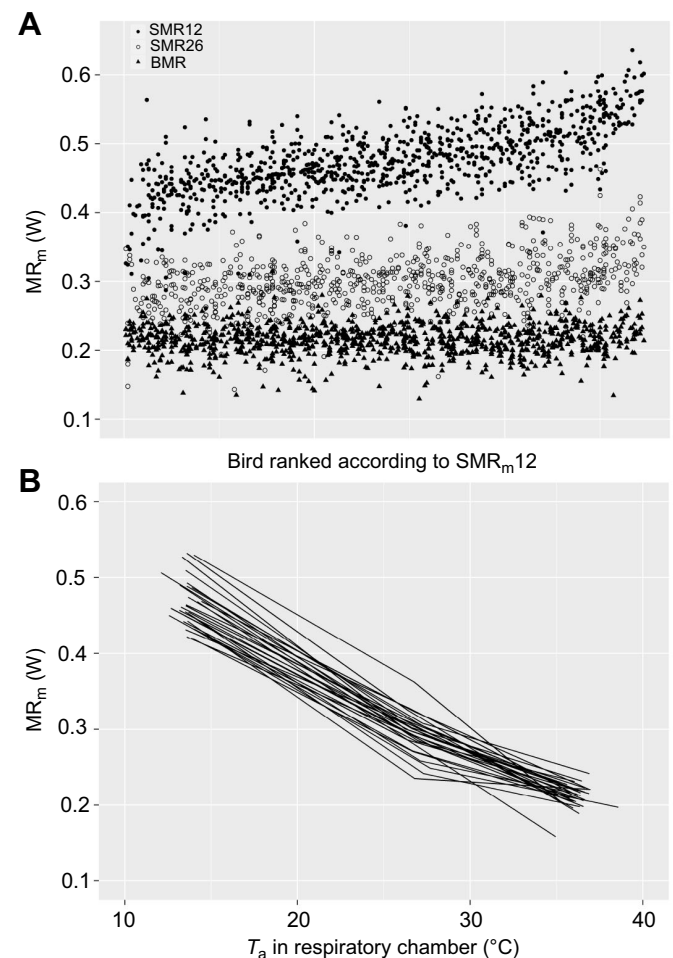 A
SMR12
SMR26
BMR
0.6
0.5
0.4
0.3
0.2
0.1
MRm (W)
Bird ranked according to SMRm12
B
0.6
0.5
0.4
0.3
0.2
0.1
MRm (W)
10 20 30 40
Ta in respiratory chamber (°C)